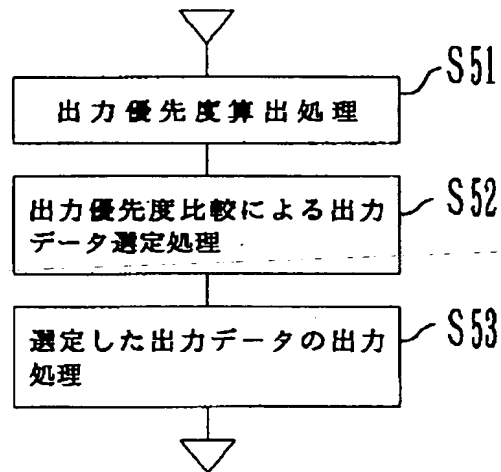 S51
出力優先度算出処理
S52
出力優先度比較による出力
データ選定処理
S53
選定した出力データの出力
処理